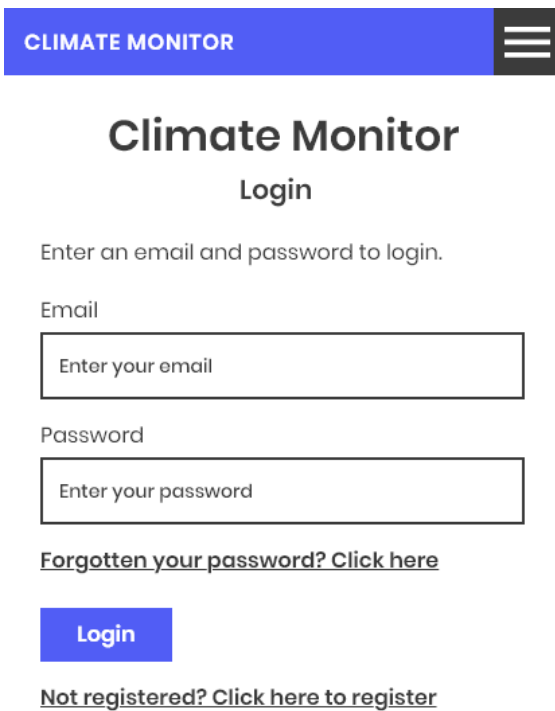 CLIMATE MONITOR
Climate Monitor
Login
Enter an email and password to login.
Email
Enter your email
Password
Enter your password
Forgotten your password? Click here
Login
Not registered? Click here to register